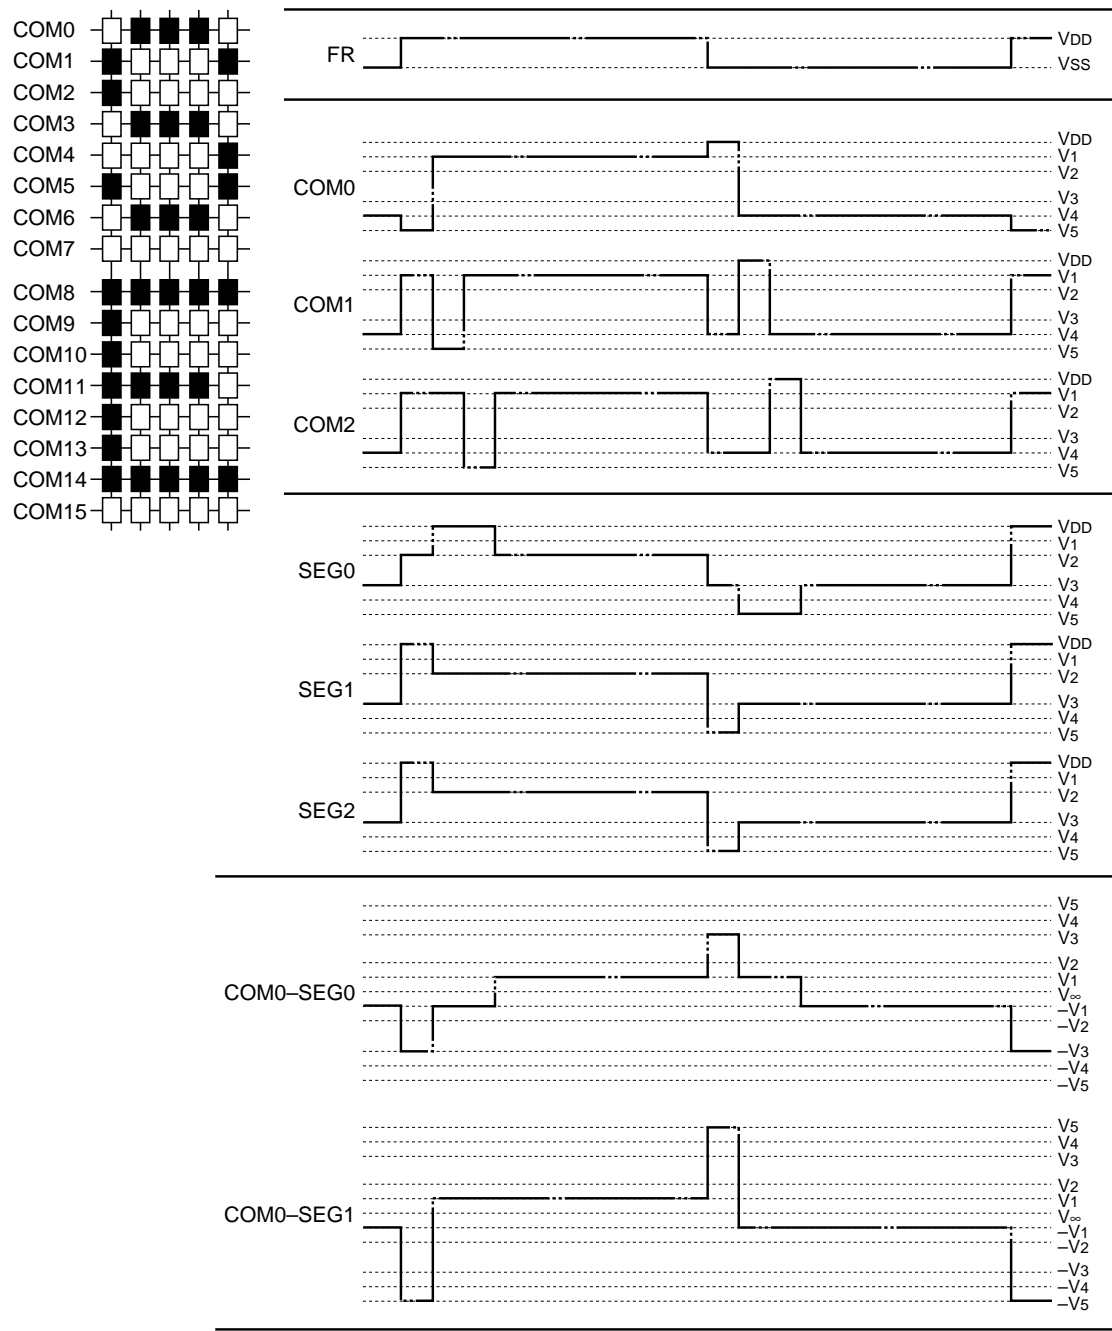 COM0
COM1
COM2
COM3
COM4
COM5
COM6
COM7
COM8
COM9
COM10
COM11
COM12
COM13
COM14
COM15
FR
VDD
VSS
COM0
VDD
V1
V2
V3
V4
V5
COM1
VDD
V1
V2
V3
V4
V5
COM2
VDD
V1
V2
V3
V4
V5
SEG0
VDD
V1
V2
V3
V4
V5
SEG1
VDD
V1
V2
V3
V4
V5
SEG2
VDD
V1
V2
V3
V4
V5
COM0–SEG0
V5
V4
V3
V2
V1
V∞
–V1
–V2
–V3
–V4
–V5
COM0–SEG1
V5
V4
V3
V2
V1
V∞
–V1
–V2
–V3
–V4
–V5